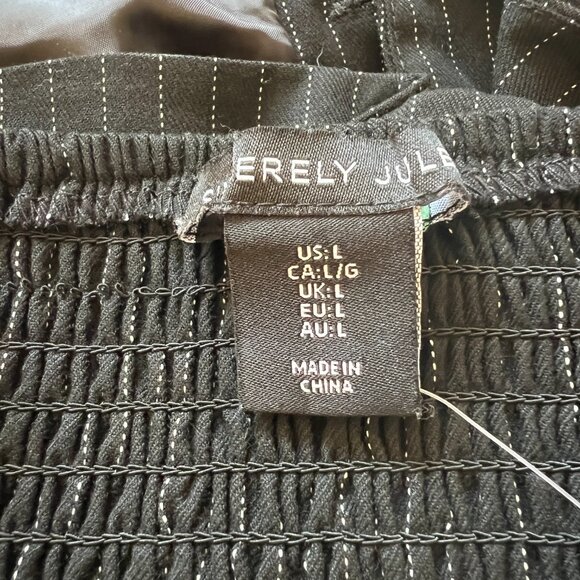 ERELY JULE
US:L
CA:L/G
UK:L
EU:L
AU:L
MADE IN
CHINA